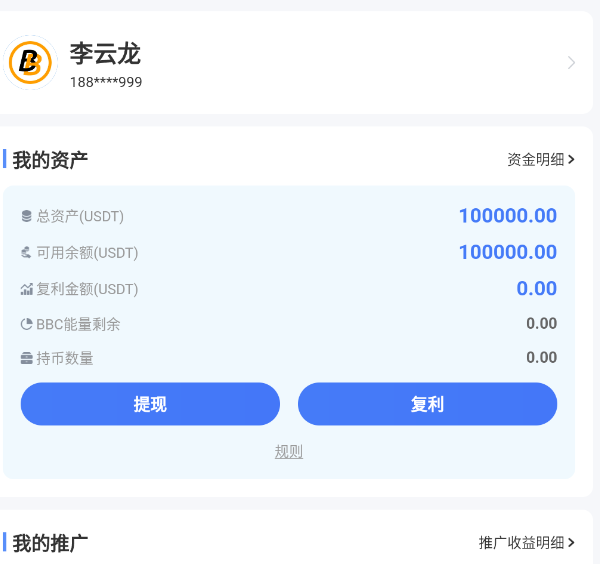 李云龙
188****999
我的资产
资金明细
总资产(USDT) 100000.00
可用余额(USDT) 100000.00
复利金额(USDT) 0.00
BBC能量剩余 0.00
持币数量 0.00
提现 复利
规则
我的推广 推广收益明细